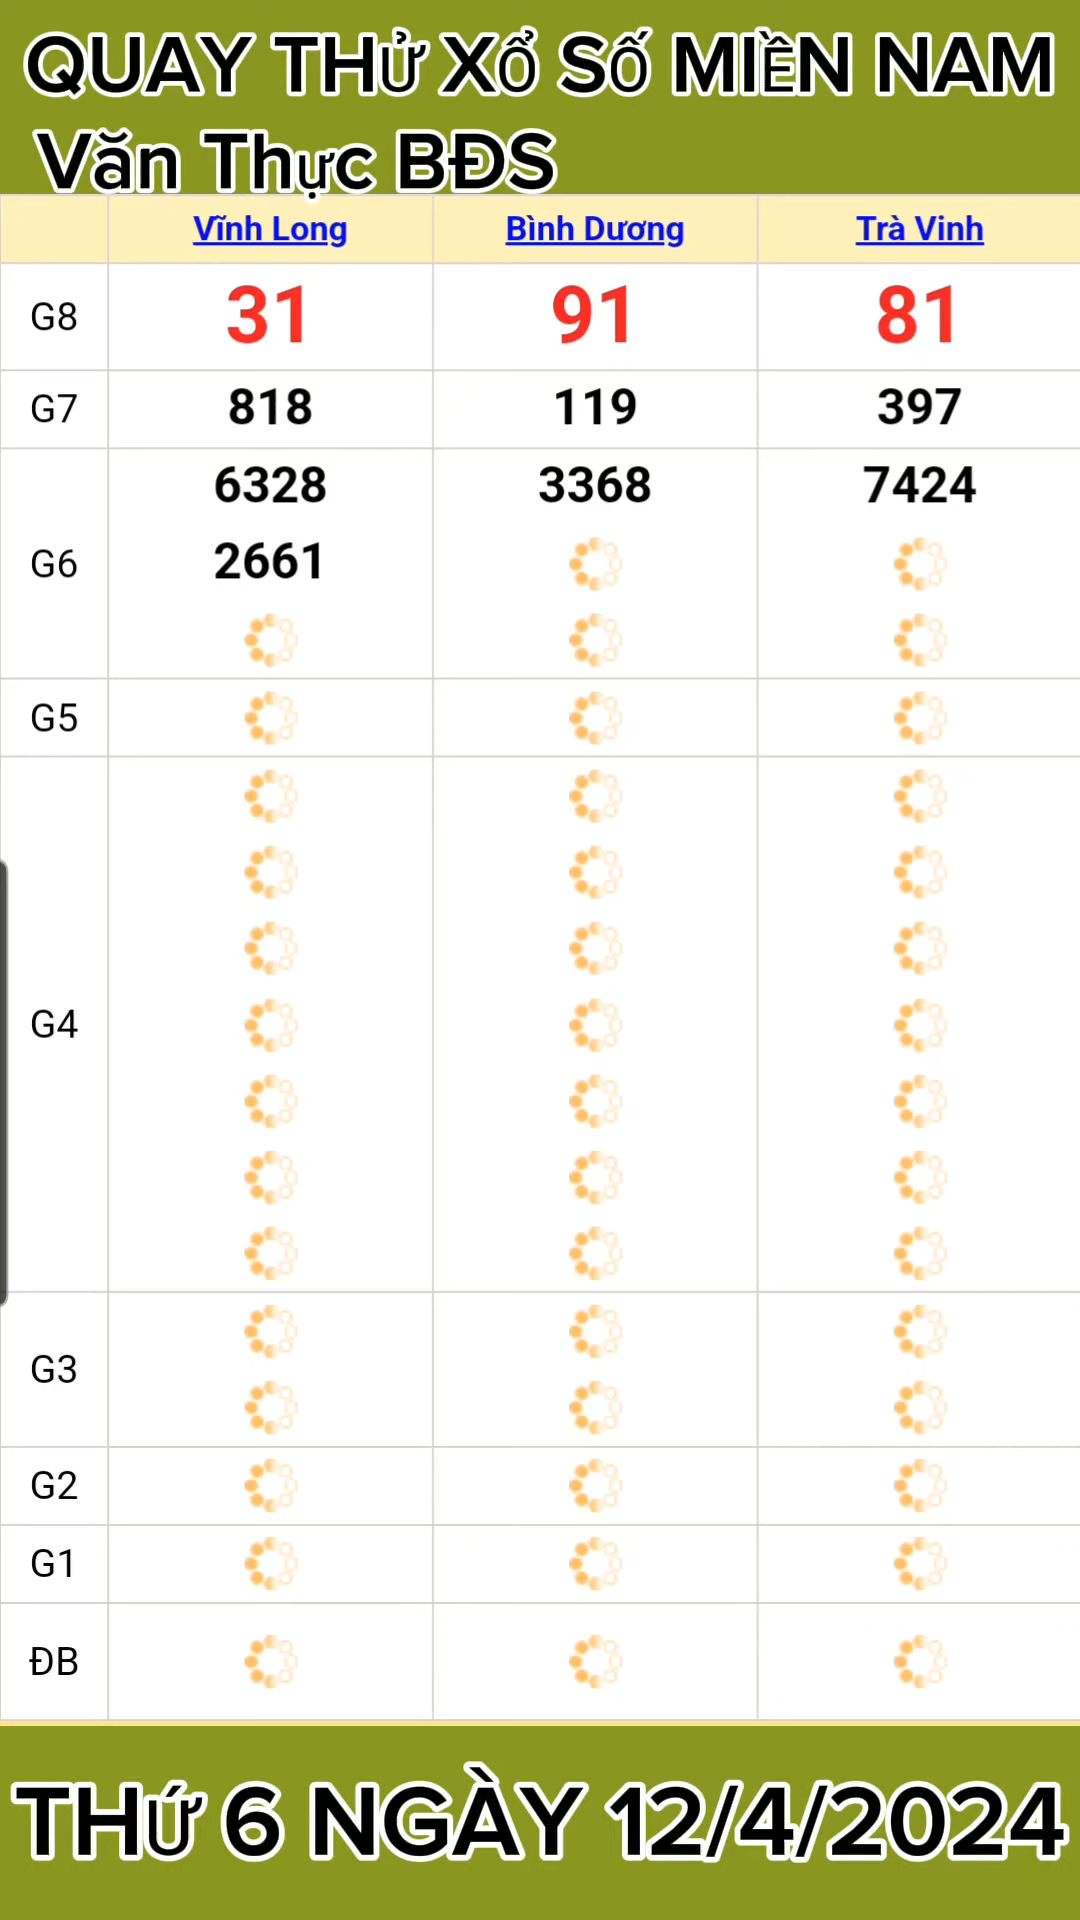 QUAY THỬ XỔ SỐ MIỀN NAM
Văn Thực BĐS
Vĩnh Long Bình Dương Trà Vinh
G8 31 91 81
G7 818 119 397
6328 3368 7424
G6 2661
G5
G4
G3
G2
G1
ĐB
THỨ 6 NGÀY 12/4/2024